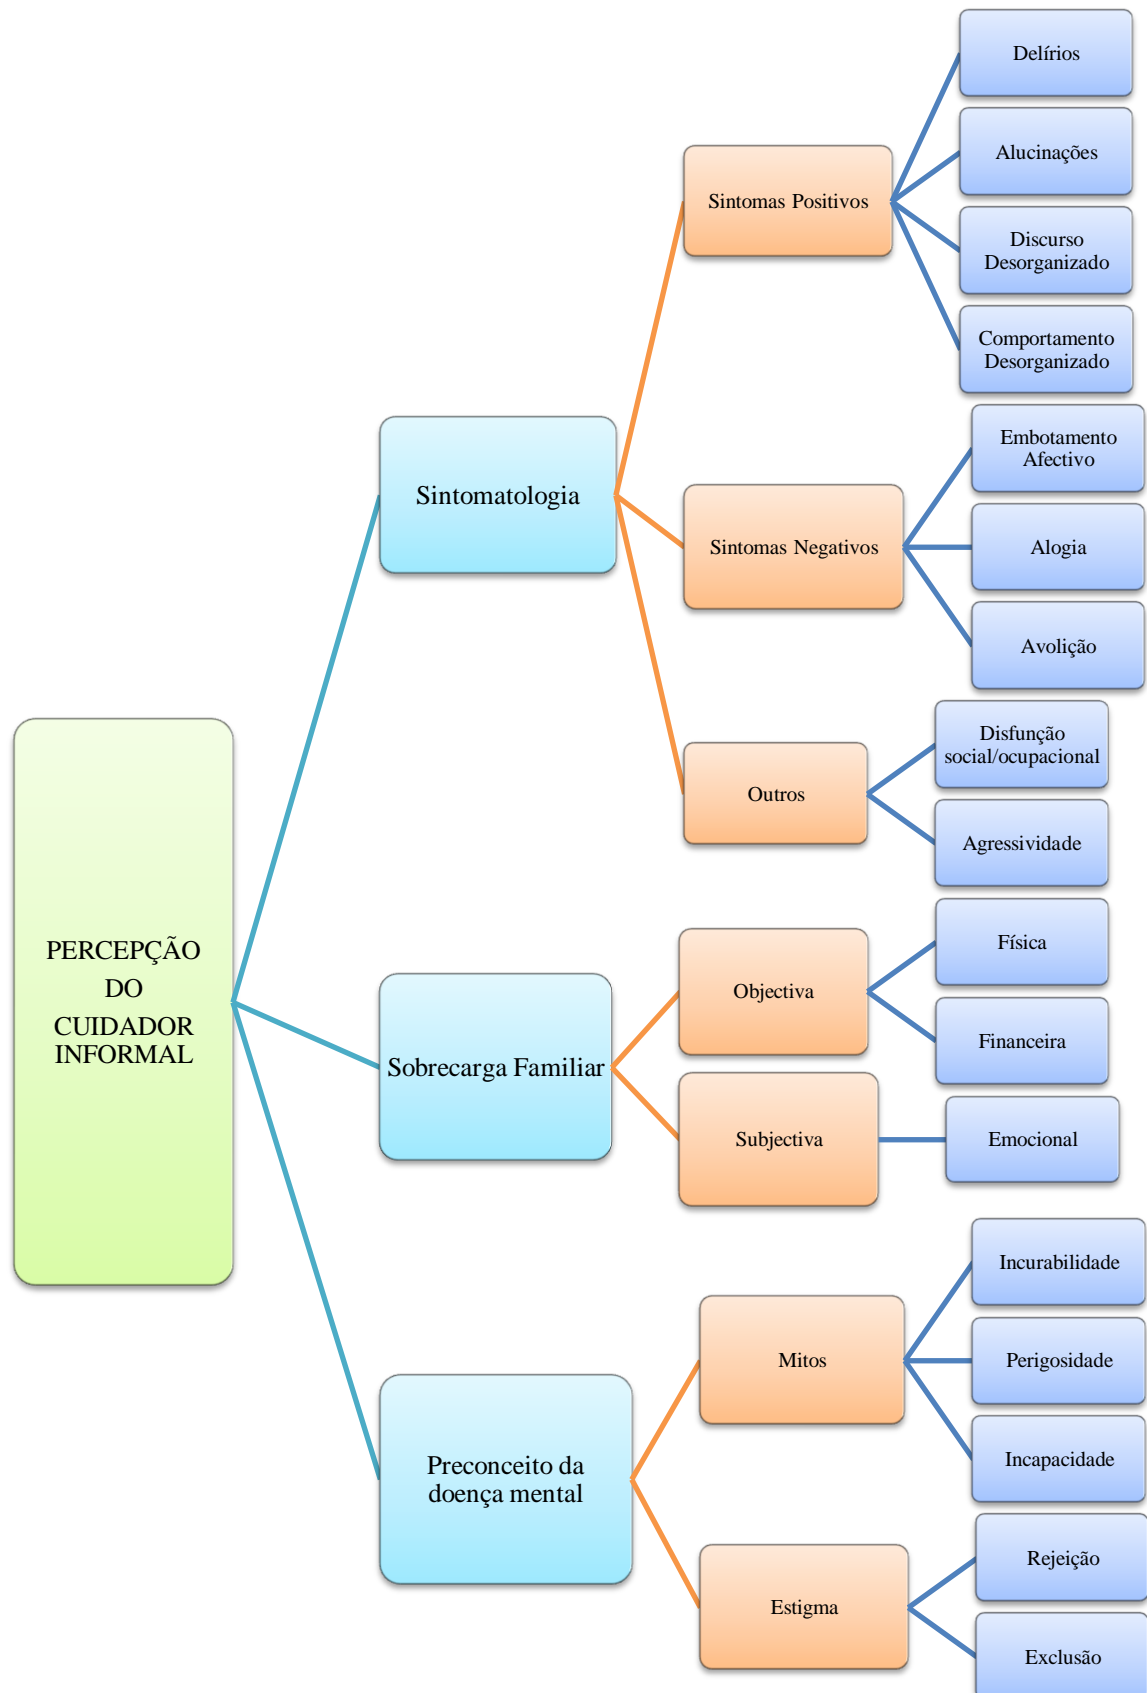 PERCEPÇÃO
DO
CUIDADOR
INFORMAL
Sintomatologia
Sintomas Positivos
Delírios
Alucinações
Discurso
Desorganizado
Comportamento
Desorganizado
Sintomas Negativos
Embotamento
Afectivo
Alogia
Avolição
Outros
Disfunção
social/ocupacional
Agressividade
Sobrecarga Familiar
Objectiva
Física
Financeira
Subjectiva
Emocional
Preconceito da
doença mental
Mitos
Incurabilidade
Perigosidade
Incapacidade
Estigma
Rejeição
Exclusão